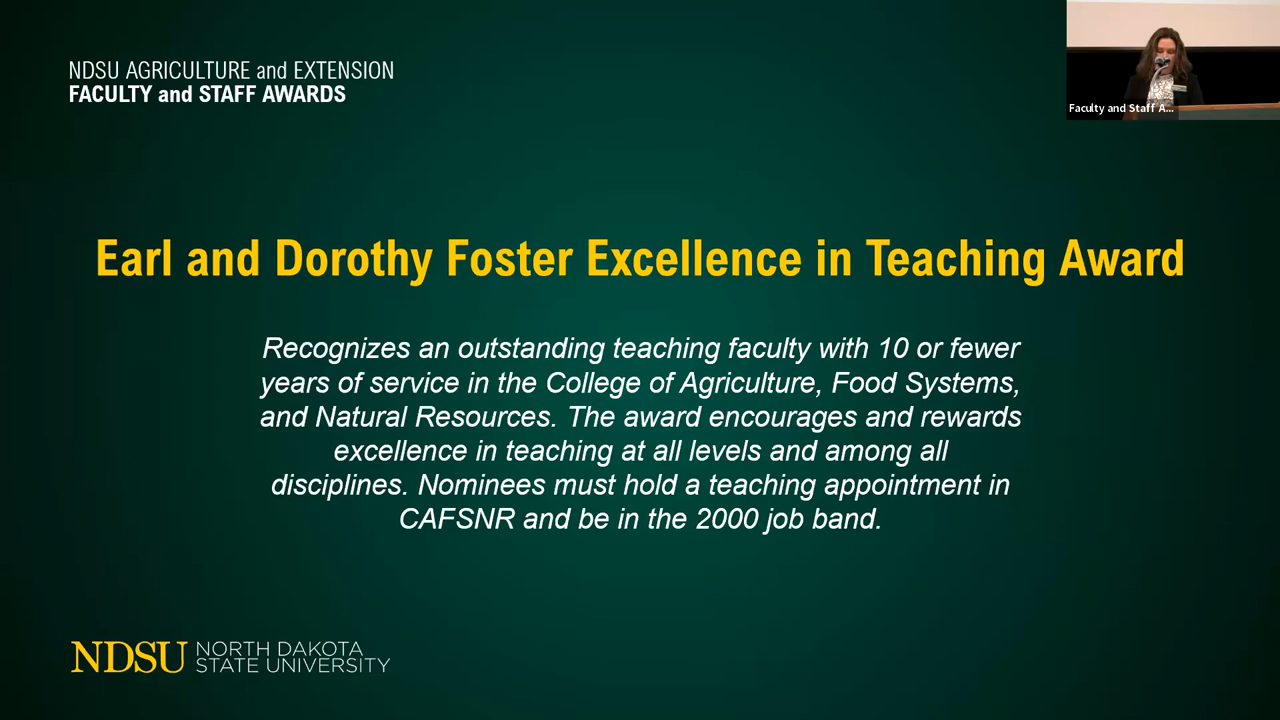 NDSU AGRICULTURE and EXTENSION
FACULTY and STAFF AWARDS
Faculty and Staff A...
Earl and Dorothy Foster Excellence in Teaching Award
Recognizes an outstanding teaching faculty with 10 or fewer
years of service in the College of Agriculture, Food Systems,
and Natural Resources. The award encourages and rewards
excellence in teaching at all levels and among all
disciplines. Nominees must hold a teaching appointment in
CAFSNR and be in the 2000 job band.
NDSU NORTH DAKOTA
STATE UNIVERSITY